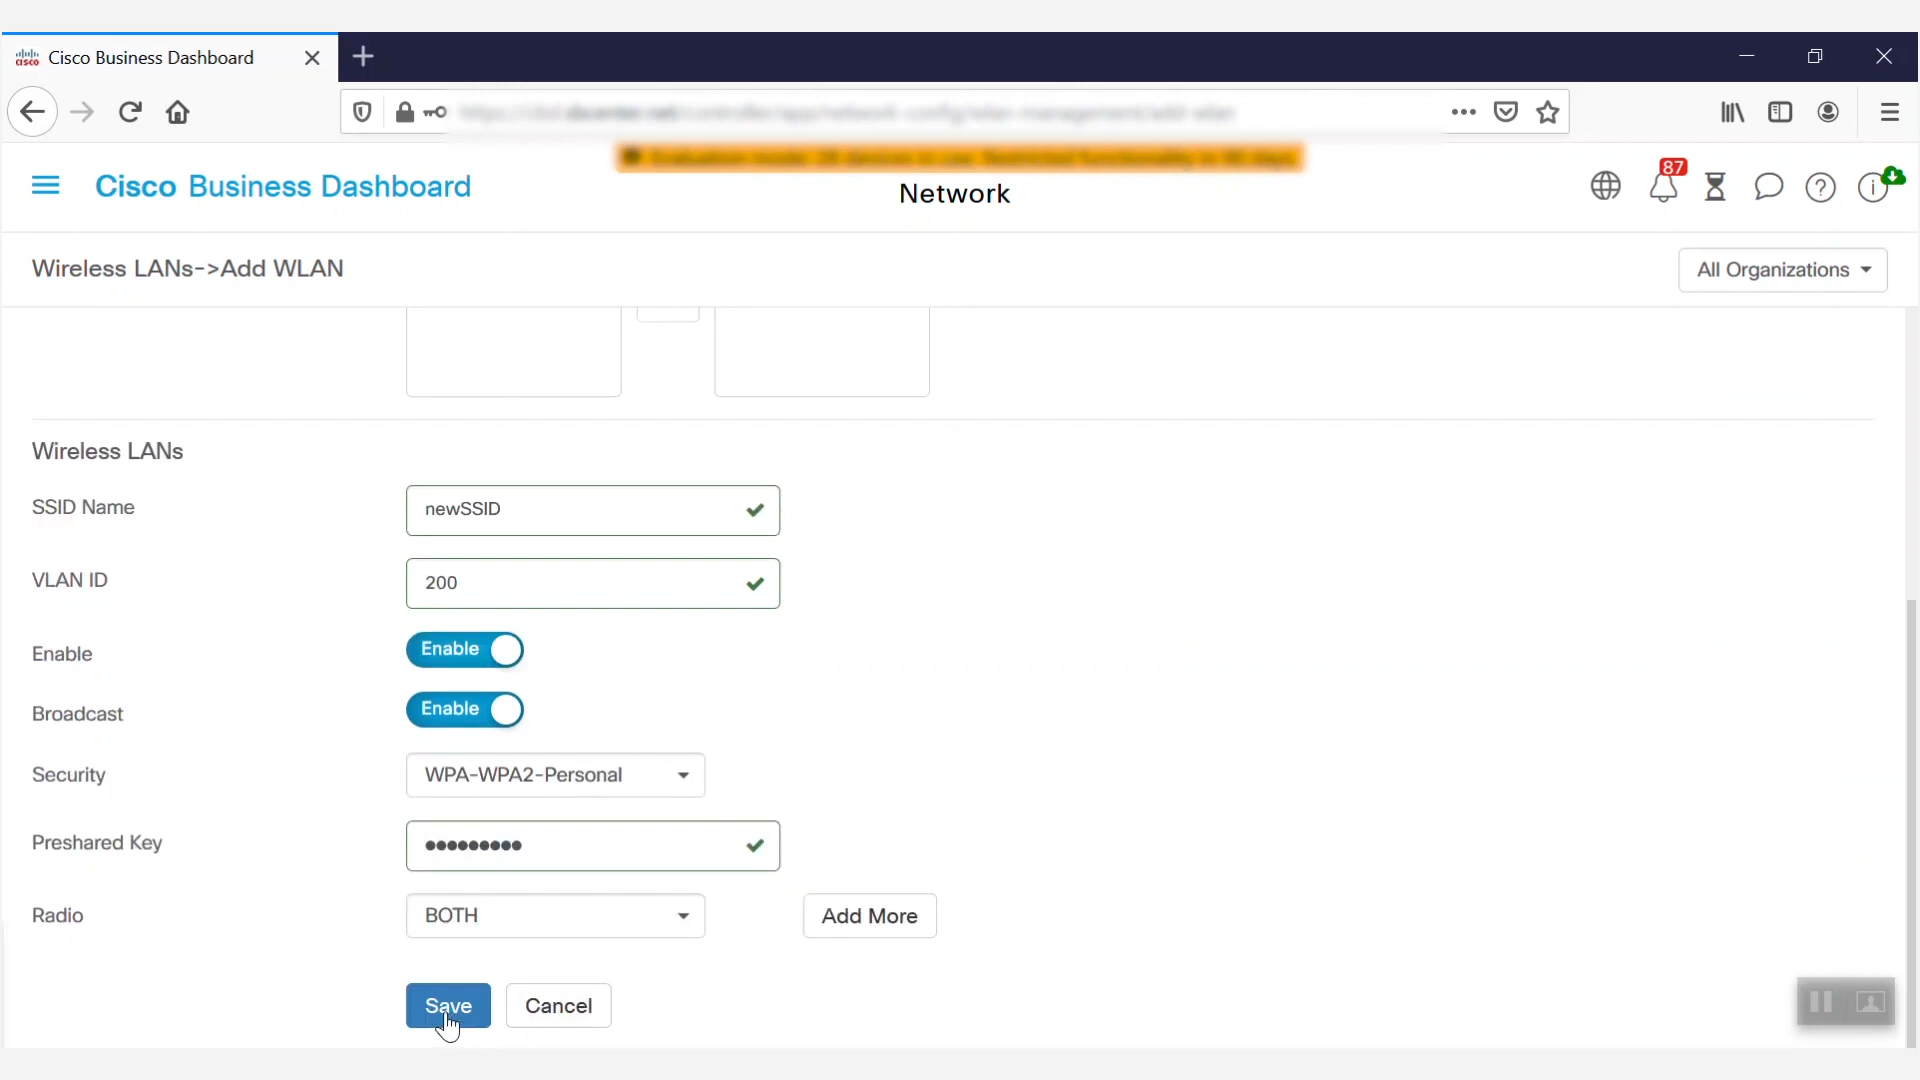 Cisco Business Dashboard
cisco
87
Cisco Business Dashboard
Network
Wireless LANs->Add WLAN
All Organizations
Wireless LANs
SSID Name
newSSID
VLAN ID
200
Enable
Enable
Broadcast
Enable
Security
WPA-WPA2-Personal
Preshared Key
●●●●●●●●●
Radio
BOTH
Add More
Save
Cancel